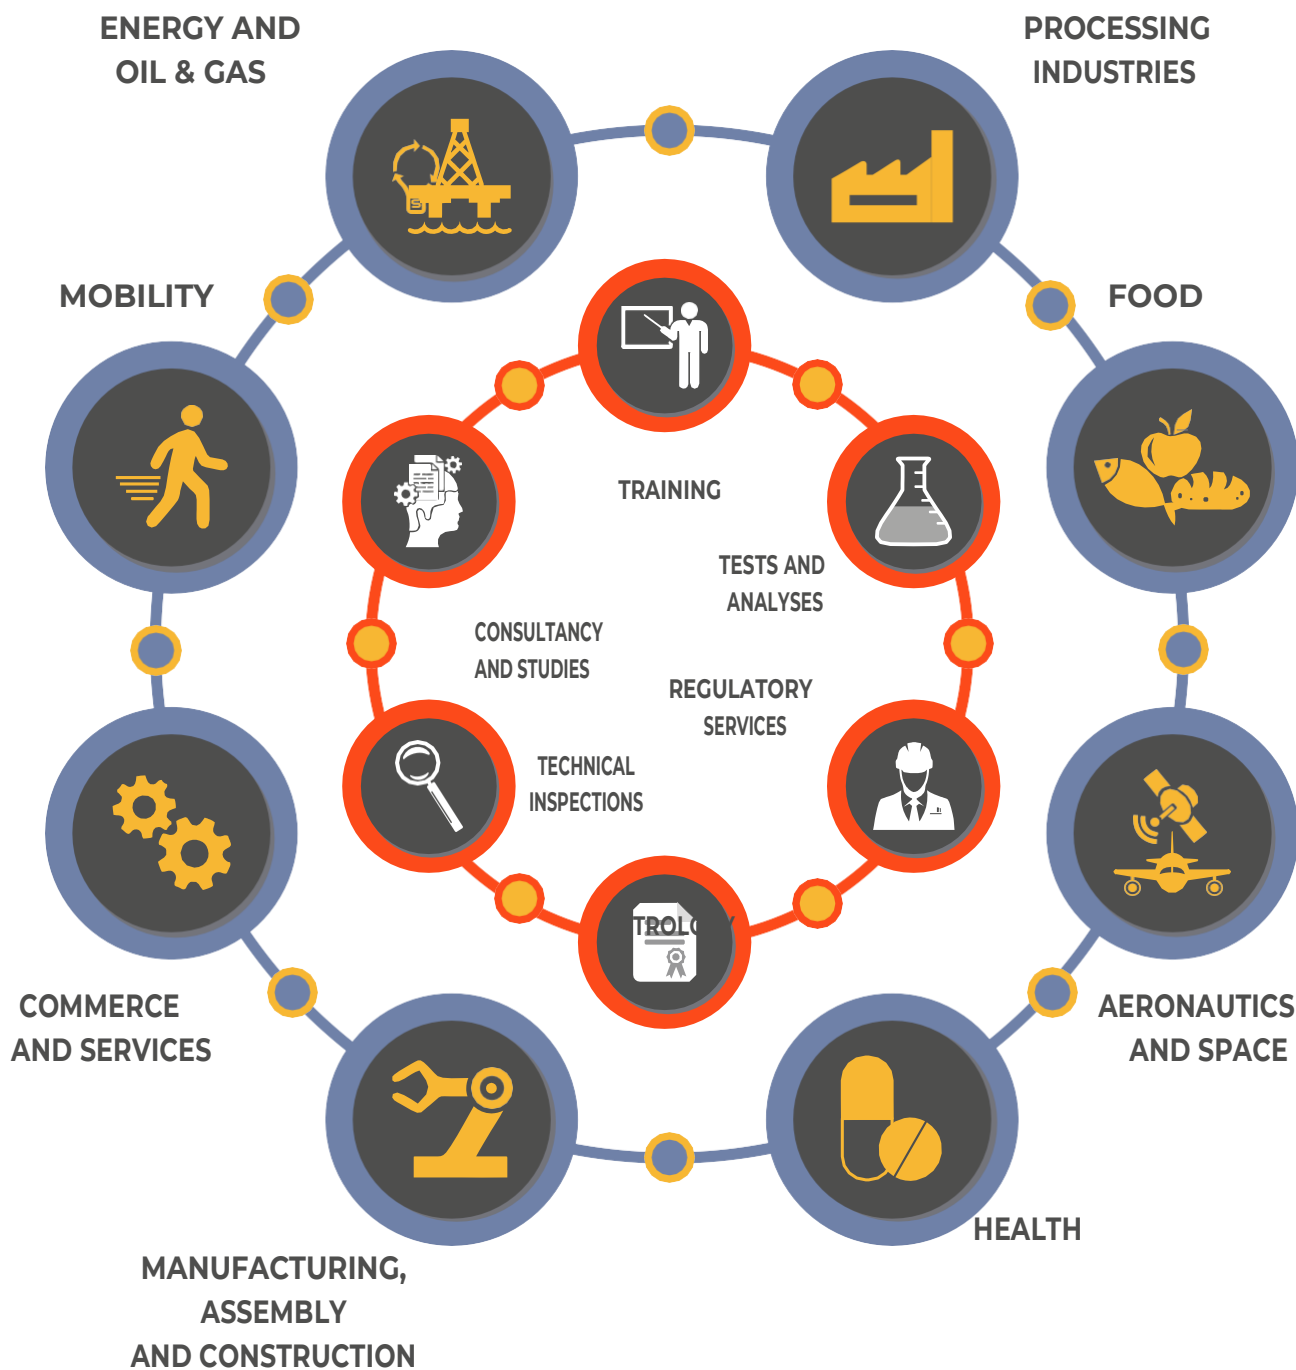 ENERGY AND
OIL & GAS
PROCESSING
INDUSTRIES
MOBILITY
FOOD
TRAINING
TESTS AND
ANALYSES
CONSULTANCY
AND STUDIES
REGULATORY
SERVICES
TECHNICAL
INSPECTIONS
COMMERCE
AND SERVICES
AERONAUTICS
AND SPACE
HEALTH
MANUFACTURING,
ASSEMBLY
AND CONSTRUCTION